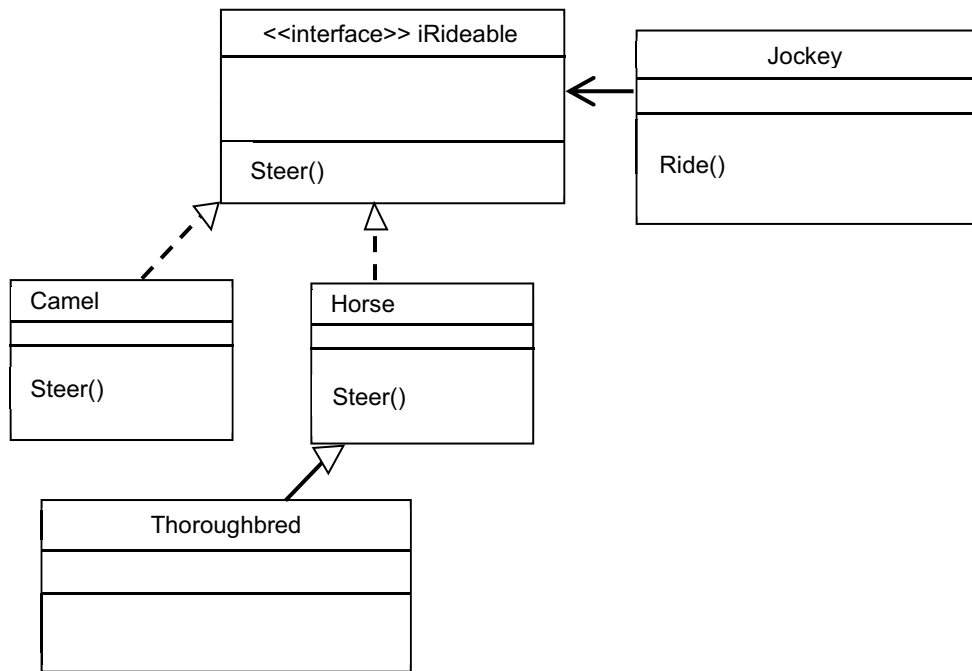 <<interface>> iRideable
Steer()
Jockey
Ride()
Camel
Steer()
Horse
Steer()
Thoroughbred